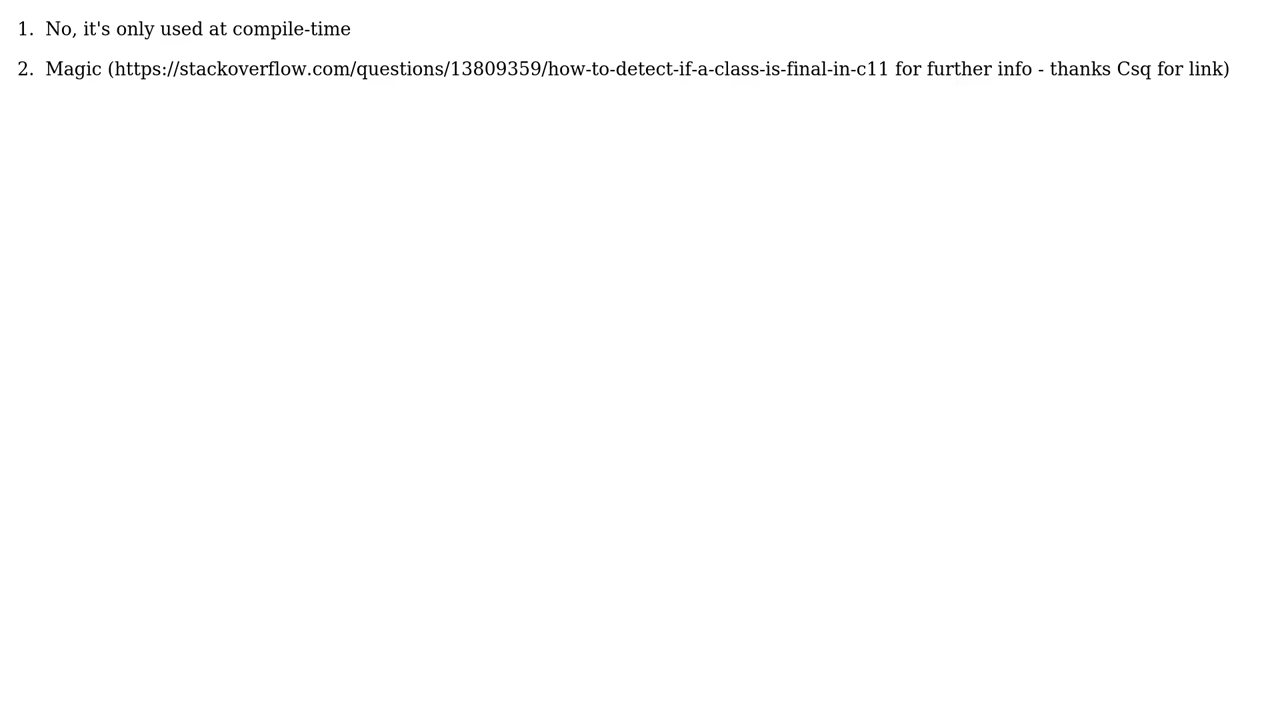 1. No, it's only used at compile-time
2. Magic (https://stackoverflow.com/questions/13809359/how-to-detect-if-a-class-is-final-in-c11 for further info - thanks Csq for link)